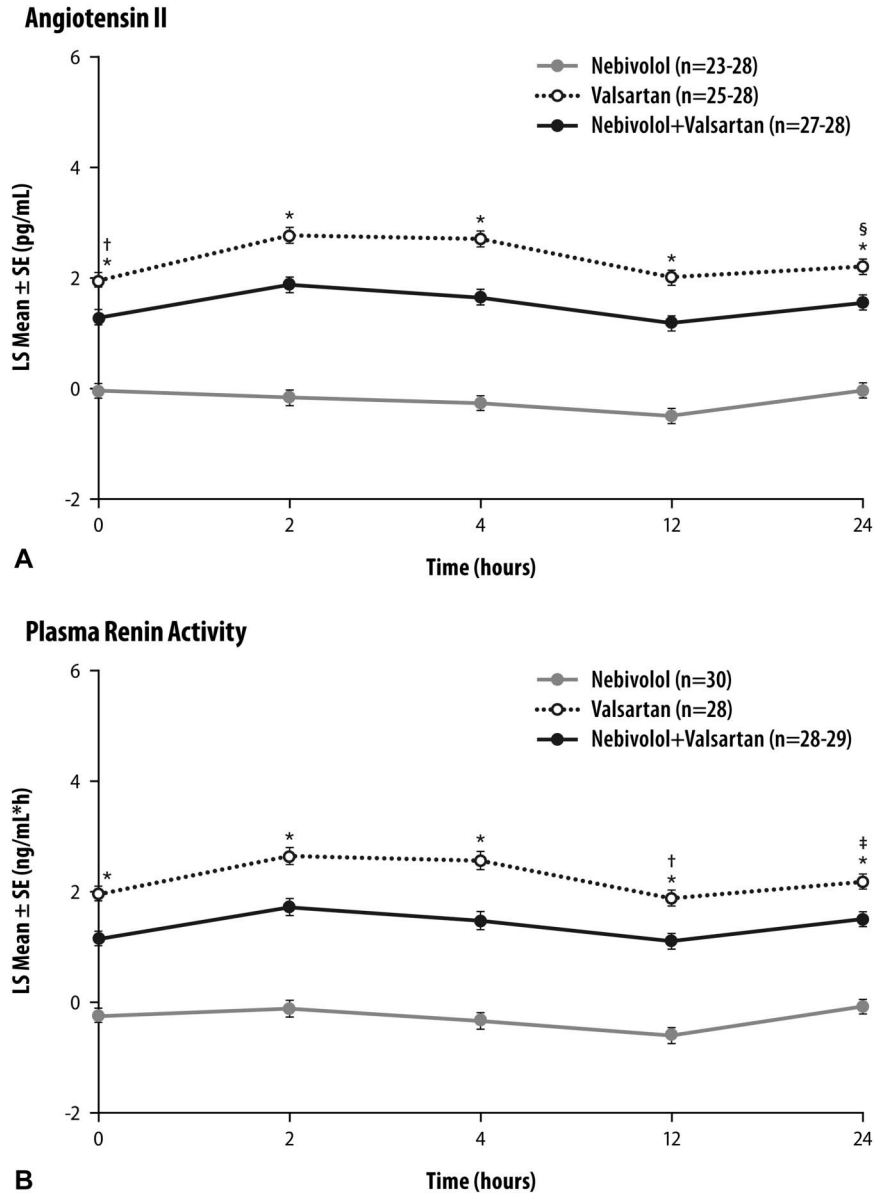 Angiotensin II
6
4
2
0
-2
LS Mean ± SE (pg/mL)
Nebivolol (n=23-28)
Valsartan (n=25-28)
Nebivolol+Valsartan (n=27-28)
†
*
*
*
*
§
*
0 2 4 12 24
Time (hours)
A
Plasma Renin Activity
6
4
2
0
-2
LS Mean ± SE (ng/mL*h)
Nebivolol (n=30)
Valsartan (n=28)
Nebivolol+Valsartan (n=28-29)
*
*
*
†
*
‡
*
0 2 4 12 24
Time (hours)
B